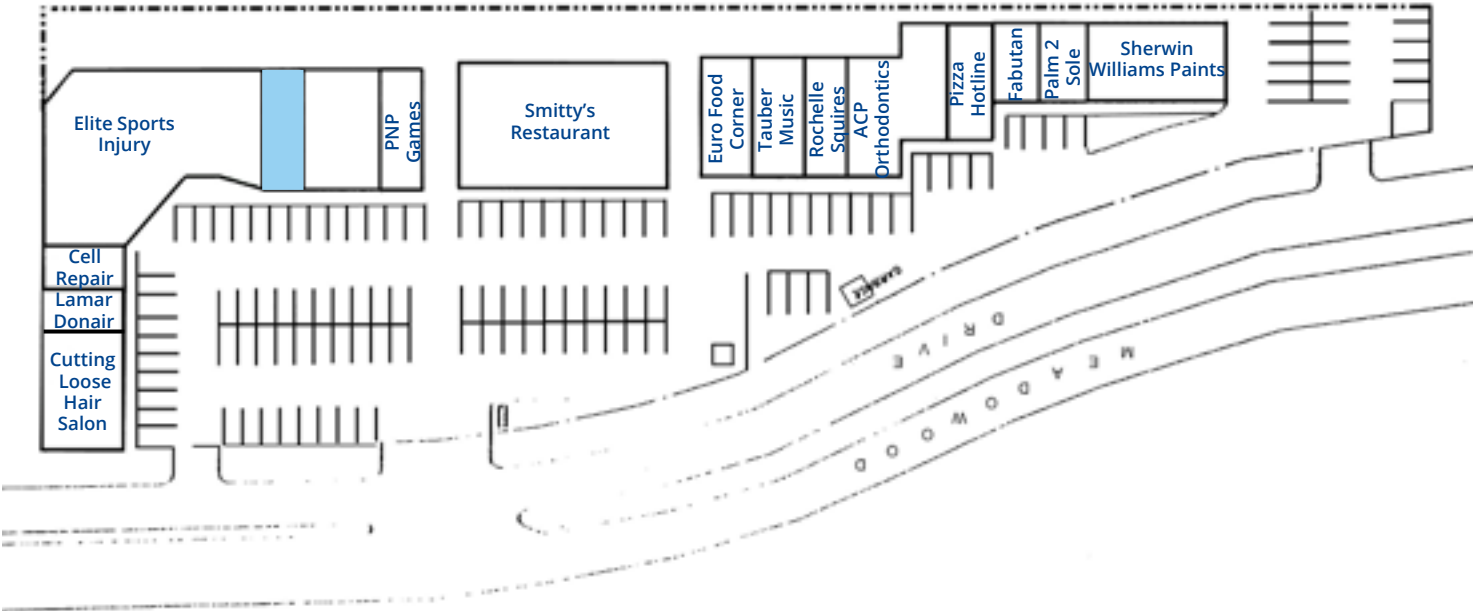 Elite Sports
Injury
PNP
Games
Smitty's
Restaurant
Euro Food
Corner
Tauber
Music
Rochelle
Squires
ACP
Orthodontics
Pizza
Hotline
Fabutan
Palm 2
Sole
Sherwin
Williams Paints
Cell
Repair
Lamar
Donair
Cutting
Loose
Hair
Salon
MEADOWOOD
DRIVE